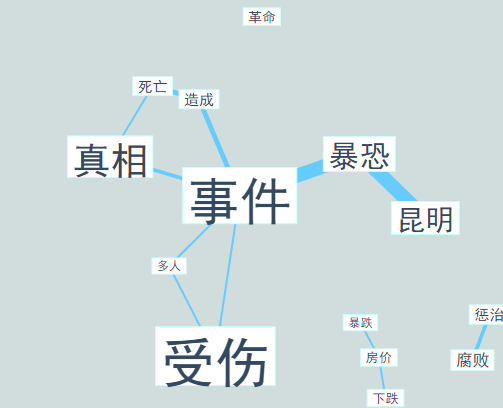 革命
死亡
造成
真相
暴恐
事件
昆明
多人
受伤
暴跌
惩治
房价
腐败
下跌